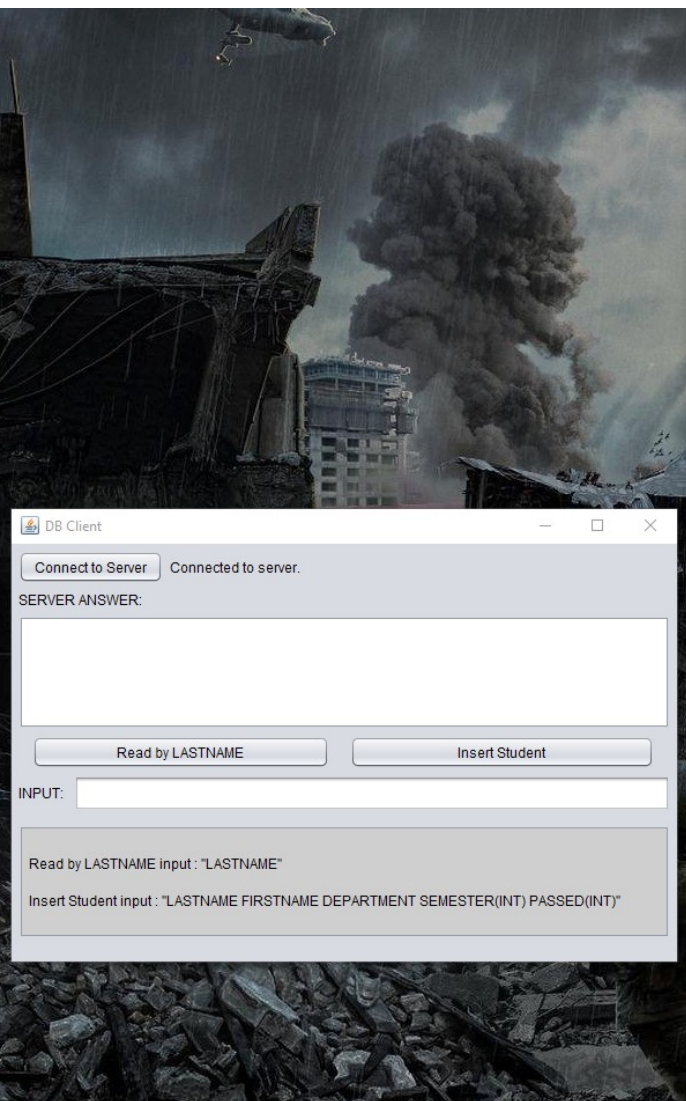 DB Client
Connect to Server Connected to server.
SERVER ANSWER:
Read by LASTNAME Insert Student
INPUT:
Read by LASTNAME input : "LASTNAME"
Insert Student input : "LASTNAME FIRSTNAME DEPARTMENT SEMESTER(INT) PASSED(INT)"